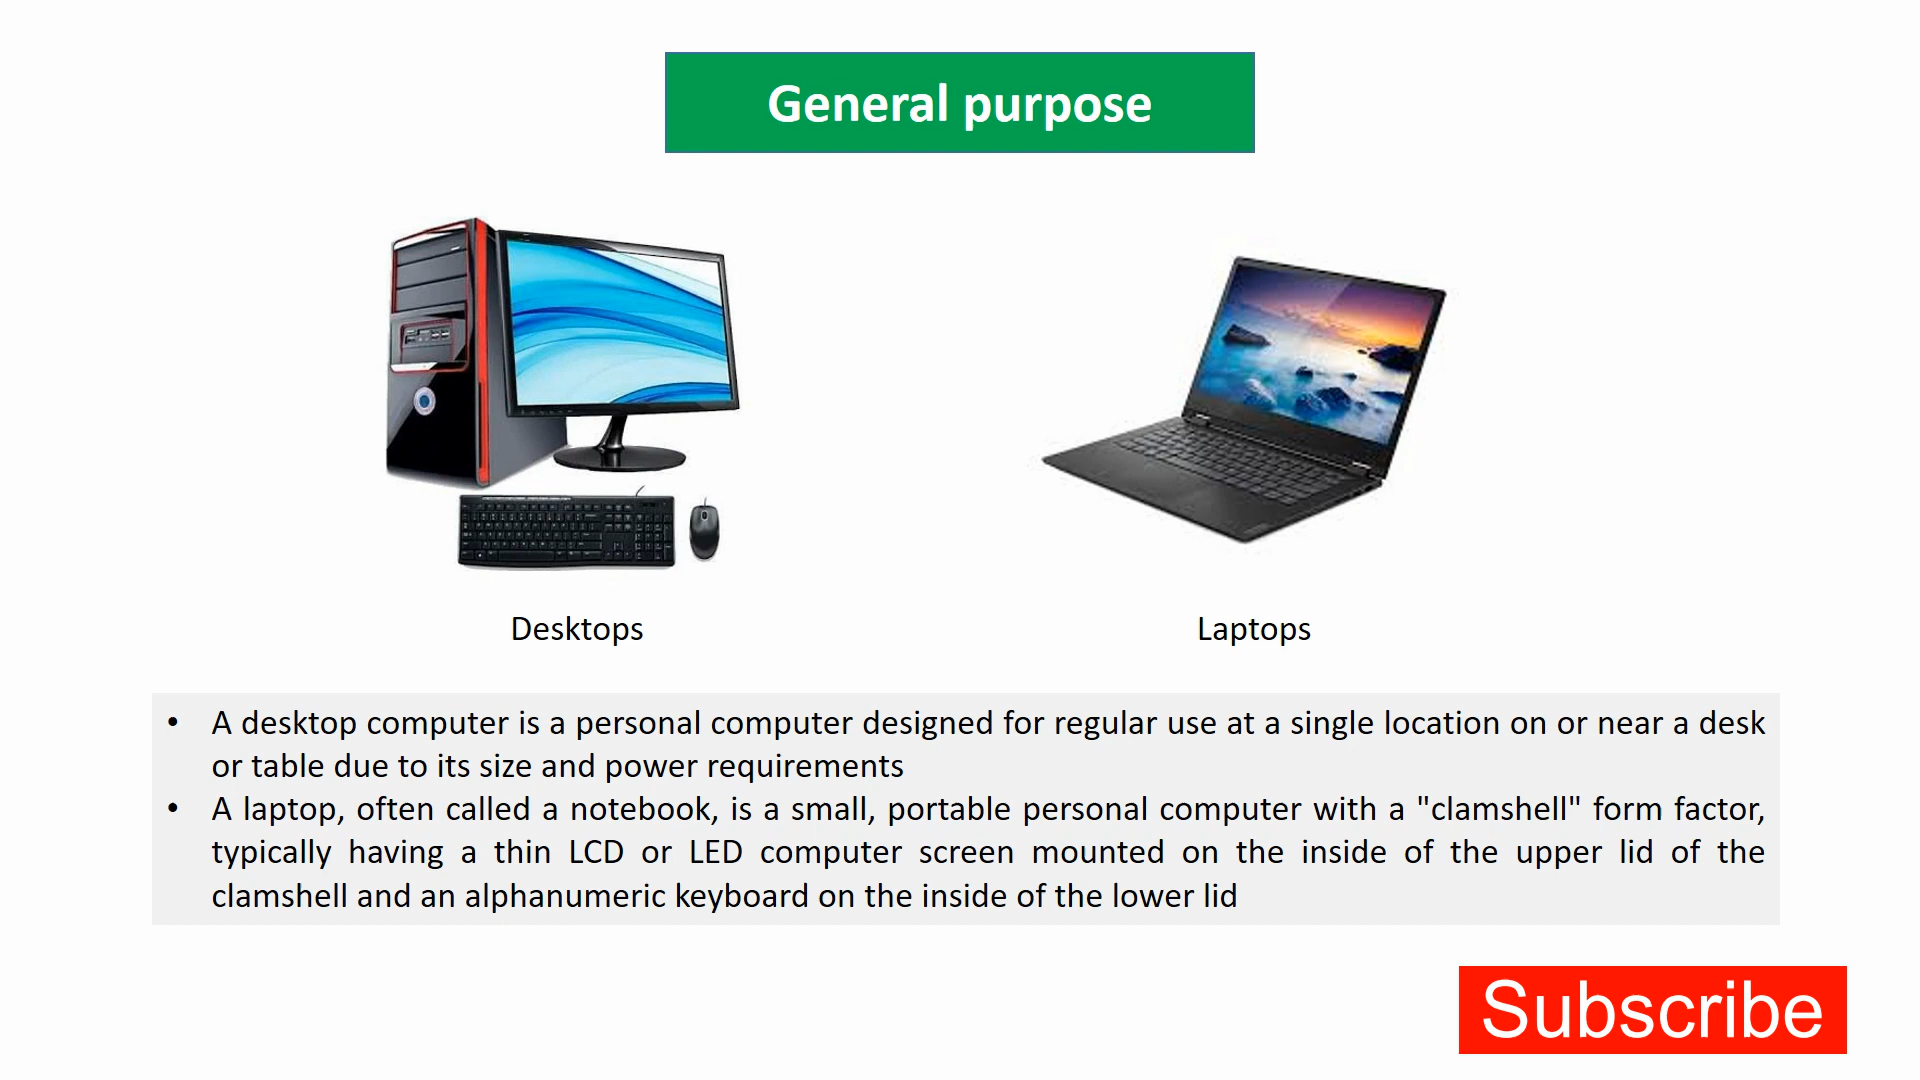 General purpose
Desktops
Laptops
• A desktop computer is a personal computer designed for regular use at a single location on or near a desk
or table due to its size and power requirements
• A laptop, often called a notebook, is a small, portable personal computer with a "clamshell" form factor,
typically having a thin LCD or LED computer screen mounted on the inside of the upper lid of the
clamshell and an alphanumeric keyboard on the inside of the lower lid
Subscribe